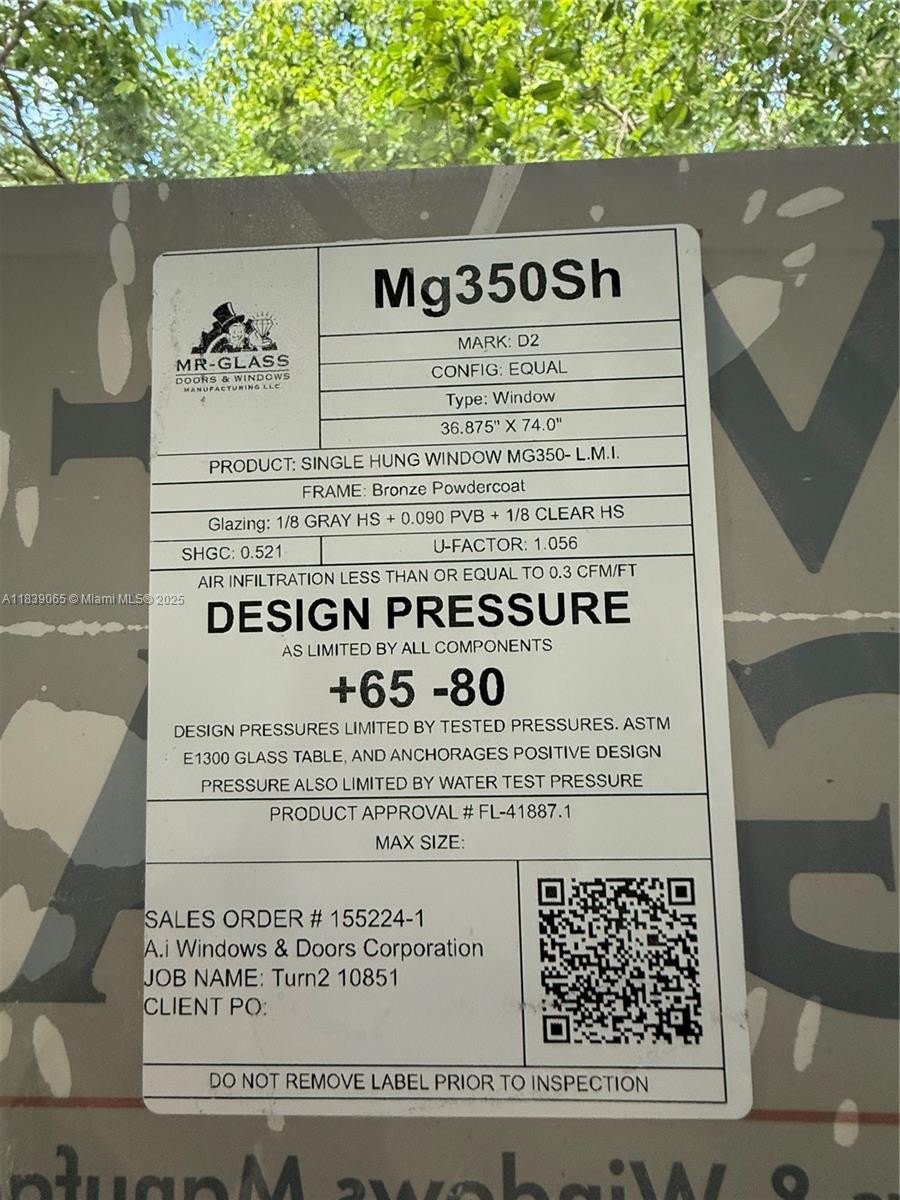 MR-GLASS
DOORS & WINDOWS
MANUFACTURING LLC
Mg350Sh
MARK: D2
CONFIG: EQUAL
Type: Window
36.875" X 74.0"
PRODUCT: SINGLE HUNG WINDOW MG350- L.M.I.
FRAME: Bronze Powdercoat
Glazing: 1/8 GRAY HS + 0.090 PVB + 1/8 CLEAR HS
SHGC: 0.521
U-FACTOR: 1.056
AIR INFILTRATION LESS THAN OR EQUAL TO 0.3 CFM/FT
A11839065 © Miami MLS® 2025
DESIGN PRESSURE
AS LIMITED BY ALL COMPONENTS
+65 -80
DESIGN PRESSURES LIMITED BY TESTED PRESSURES. ASTM
E1300 GLASS TABLE, AND ANCHORAGES POSITIVE DESIGN
PRESSURE ALSO LIMITED BY WATER TEST PRESSURE
PRODUCT APPROVAL # FL-41887.1
MAX SIZE:
SALES ORDER # 155224-1
A.i Windows & Doors Corporation
JOB NAME: Turn2 10851
CLIENT PO:
DO NOT REMOVE LABEL PRIOR TO INSPECTION